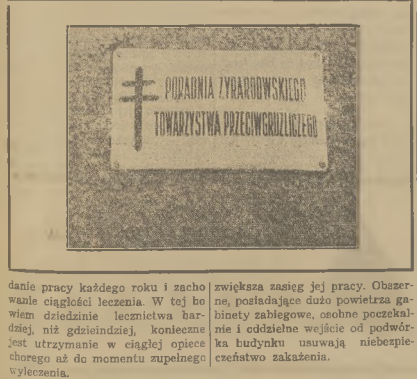 PORADNIA ŻYRARDOWSKIEGO
TOWARZYSTWA PRZECIWGRUŹLICZEGO
danie pracy każdego roku i zacho
wanie ciągłości leczenia. W tej bo
wiem dziedzinie lecznictwa bar-
dziej, niż gdzieindziej, konieczne
jest utrzymanie w ciągłej opiece
chorego aż do momentu zupełnego
wyleczenia.
zwiększa zasięg jej pracy. Obszer-
ne, posiadające dużo powietrza ga-
binety zabiegowe, osobne poczekal-
nie i oddzielne wejście od podwór-
ka budynku usuwają niebezpie-
czeństwo zakażenia.